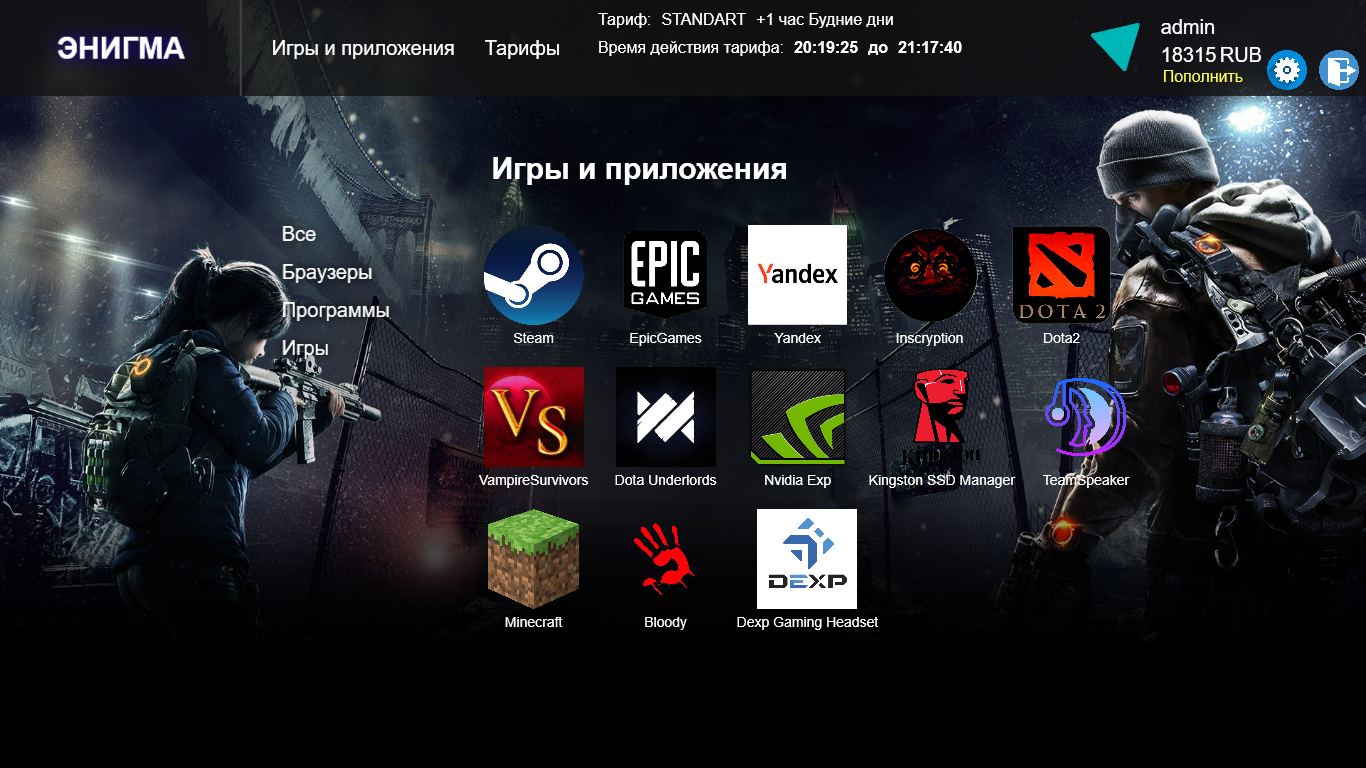 ЭНИГМА
Игры и приложения
Тарифы
Тариф: STANDART +1 час Будние дни
Время действия тарифа: 20:19:25 до 21:17:40
admin
18315 RUB
Пополнить
Игры и приложения
Все
Браузеры
Программы
Игры
EPIC
GAMES
Yandex
DOTA 2
Steam
EpicGames
Yandex
Inscryption
Dota2
VS
Kingston
VampireSurvivors
Dota Underlords
Nvidia Exp
Kingston SSD Manager
TeamSpeaker
DEXP
Minecraft
Bloody
Dexp Gaming Headset